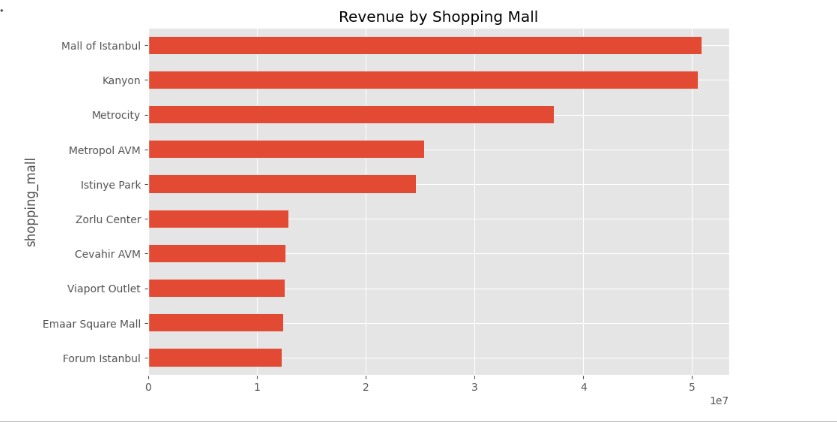 Revenue by Shopping Mall
shopping_mall
Mall of Istanbul
Kanyon
Metrocity
Metropol AVM
Istinye Park
Zorlu Center
Cevahir AVM
Viaport Outlet
Emaar Square Mall
Forum Istanbul
0 1 2 3 4 5
1e7